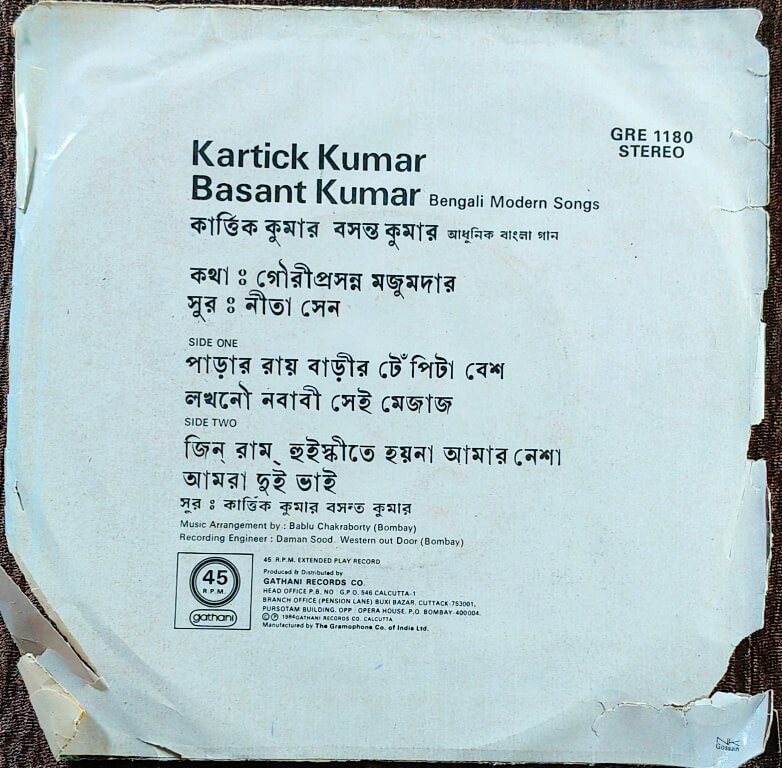 GRE 1180
STEREO
Kartick Kumar
Basant Kumar Bengali Modern Songs
কার্ত্তিক কুমার বসন্ত কুমার আধুনিক বাংলা গান
কথা : গৌরীপ্রসন্ন মজুমদার
সুর : নীতা সেন
SIDE ONE
পাড়ার রায় বাড়ীর টেঁপিটা বেশ
লখনৌ নবাবী সেই মেজাজ
SIDE TWO
জিন্ রাম্ হুইস্কীতে হয়না আমার নেশা
আমরা দুই ভাই
সুর : কার্ত্তিক কুমার বসন্ত কুমার
Music Arrangement by : Bablu Chakraborty (Bombay)
Recording Engineer : Daman Sood. Western out Door (Bombay)
45
R.P.M.
gathani
45 R.P.M. EXTENDED PLAY RECORD
Produced & Distributed by
GATHANI RECORDS CO.
HEAD OFFICE P.B. NO G.P.O. 546 CALCUTTA-1
BRANCH OFFICE (PENSION LANE) BUXI BAZAR, CUTTACK-753001,
PURSOTAM BUILDING, OPP : OPERA HOUSE, P.O. BOMBAY-400004.
©℗ 1984 GATHANI RECORDS CO. CALCUTTA
Manufactured by The Gramophone Co. of India Ltd.
Gossain